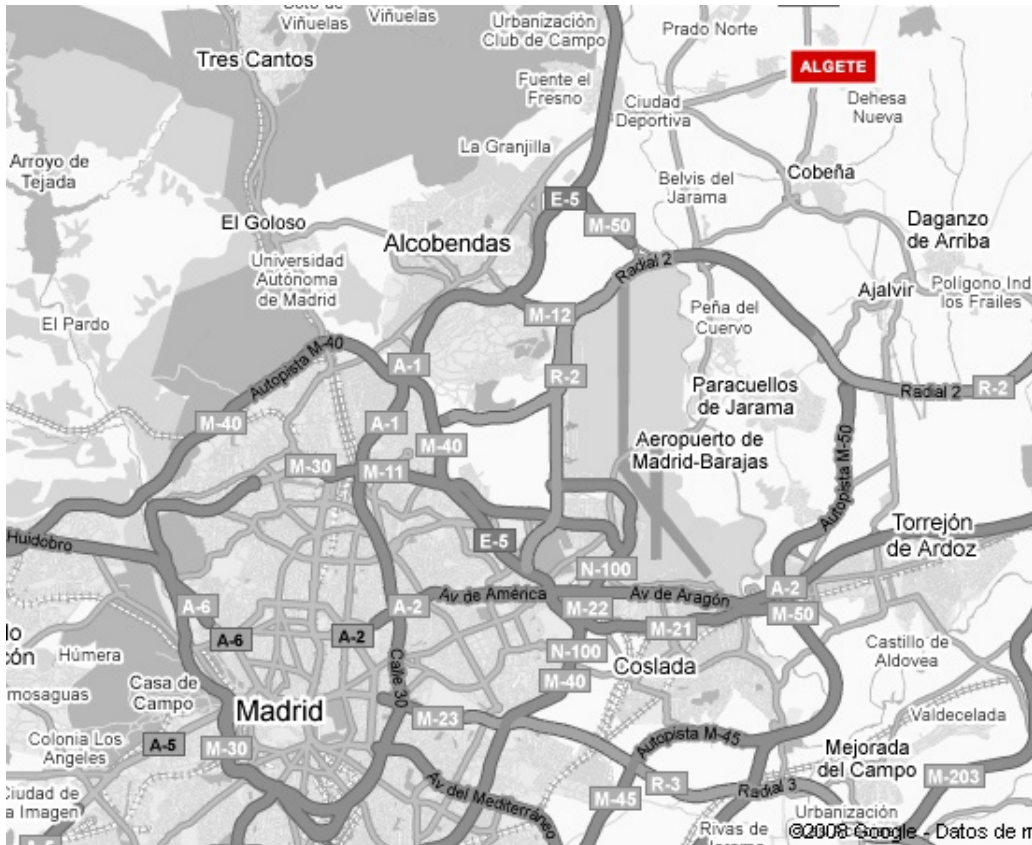 Soto de
Viñuelas
Viñuelas
Urbanización
Club de Campo
Prado Norte
Tres Cantos
ALGETE
Fuente el
Fresno
Ciudad
Deportiva
Dehesa
Nueva
La Granjilla
Arroyo de
Tejada
Belvis del
Jarama
Cobeña
E-5
M-50
El Goloso
Alcobendas
Daganzo
de Arriba
Universidad
Autónoma
de Madrid
Radial 2
Ajalvir
Polígono Ind
los Frailes
El Pardo
M-12
Peña del
Cuervo
Autopista M-40
A-1
R-2
Paracuellos
de Jarama
Radial 2
R-2
M-40
A-1
M-40
Aeropuerto de
Madrid-Barajas
Autopista M-50
M-30
M-11
Huidobro
E-5
Torrejón
de Ardoz
N-100
A-6
A-2
Av de América
M-22
Av de Aragón
A-2
M-50
A-6
A-2
M-21
Húmera
N-100
Coslada
Castillo de
Aldovea
Calle 30
Casa de
Campo
M-40
Madrid
M-23
Valdecelada
Colonia Los
Angeles
A-5
M-30
Autopista M-45
Mejorada
del Campo
Av del Mediterráneo
R-3
Radial 3
M-203
Ciudad de
a Imagen
M-45
Urbanización
Rivas de
Jarama
©2008 Google - Datos de m